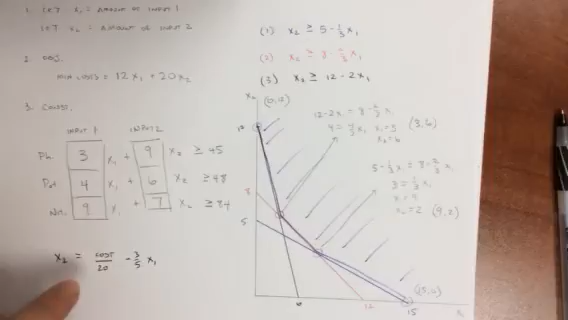 1. LET x₁ = AMOUNT OF INPUT 1
LET x₂ = AMOUNT OF INPUT 2
2. OBJ.
MIN COST = 12x₁ + 20x₂
3. CONST.
INPUT 1 INPUT 2
Ph. 3 x₁ + 9 x₂ ≥ 45
Pot 4 x₁ + 6 x₂ ≥ 48
Nit. 9 x₁ + 7 x₂ ≥ 84
x₂ = COST/20 - 3/5 x₁
(1) x₂ ≥ 5 - 1/3 x₁
(2) x₂ ≥ 8 - 2/3 x₁
(3) x₂ ≥ 12 - 2x₁
x₂ (0,12)
12 - 2x₁ = 8 - 2/3 x₁
4 = 4/3 x₁ x₁ = 3
x₂ = 6
(3,6)
5 - 1/3 x₁ = 8 - 2/3 x₁
3 = 1/3 x₁
x = 9
x₂ = 2 (9,2)
8
5
(15,0)
12
15
x₁